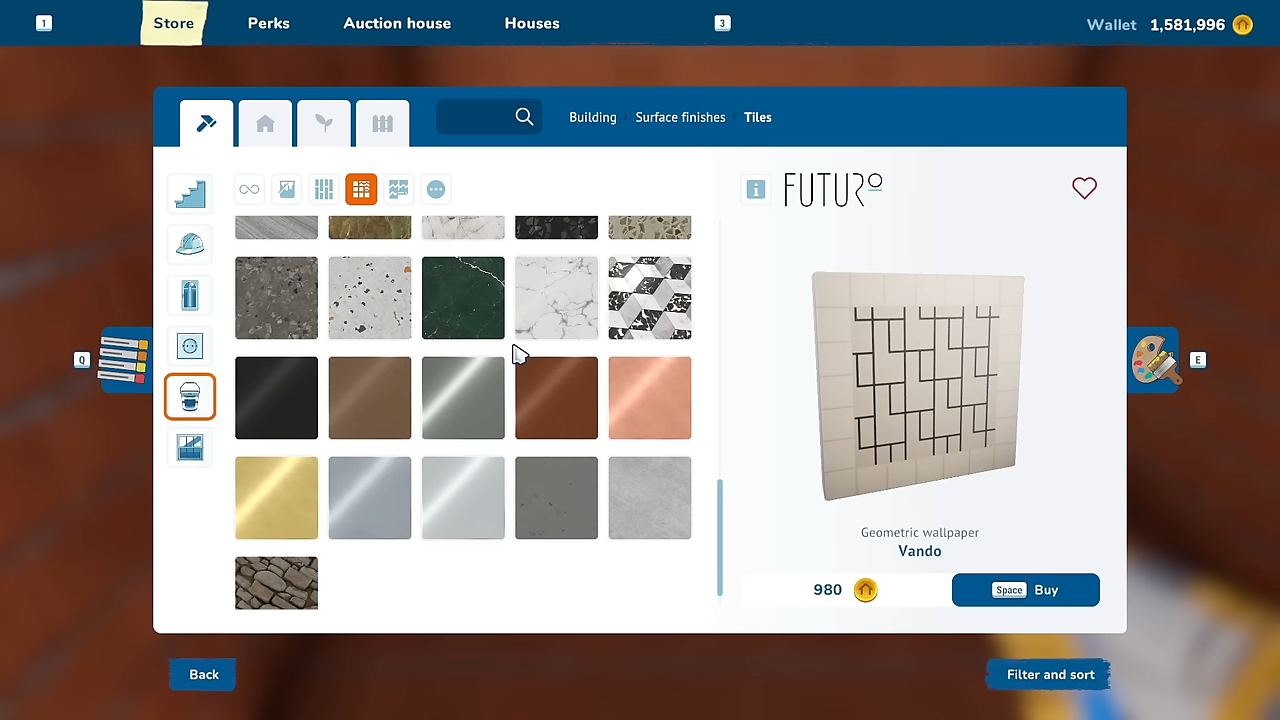 1
Store
Perks
Auction house
Houses
3
Wallet 1,581,996
Building
Surface finishes
Tiles
FUTURO
Q
E
Geometric wallpaper
Vando
980
Space Buy
Back
Filter and sort